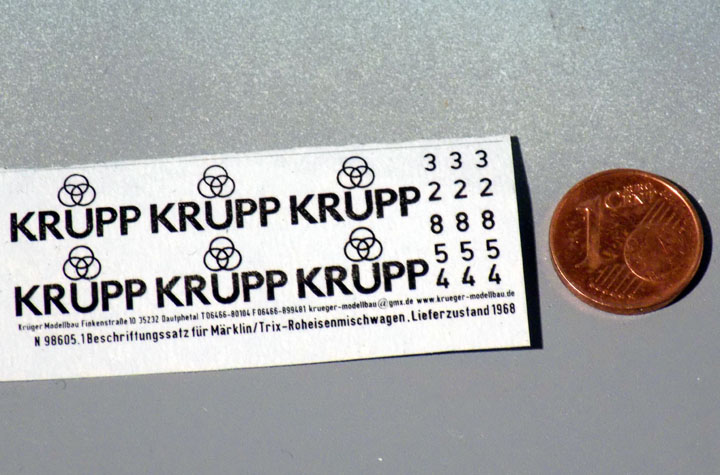 KRUPP KRUPP KRUPP
KRUPP KRUPP KRUPP
3 3 3
2 2 2
8 8 8
5 5 5
4 4 4
Krüger Modellbau Finkenstraße 10 35232 Dautphetal T06466-80104 F06466-899481 krueger-modellbau@gmx.de www.krueger-modellbau.de
N 98605.1 Beschriftungssatz für Märklin/Trix-Roheisenmischwagen . Lieferzustand 1968
1
EURO
CENT